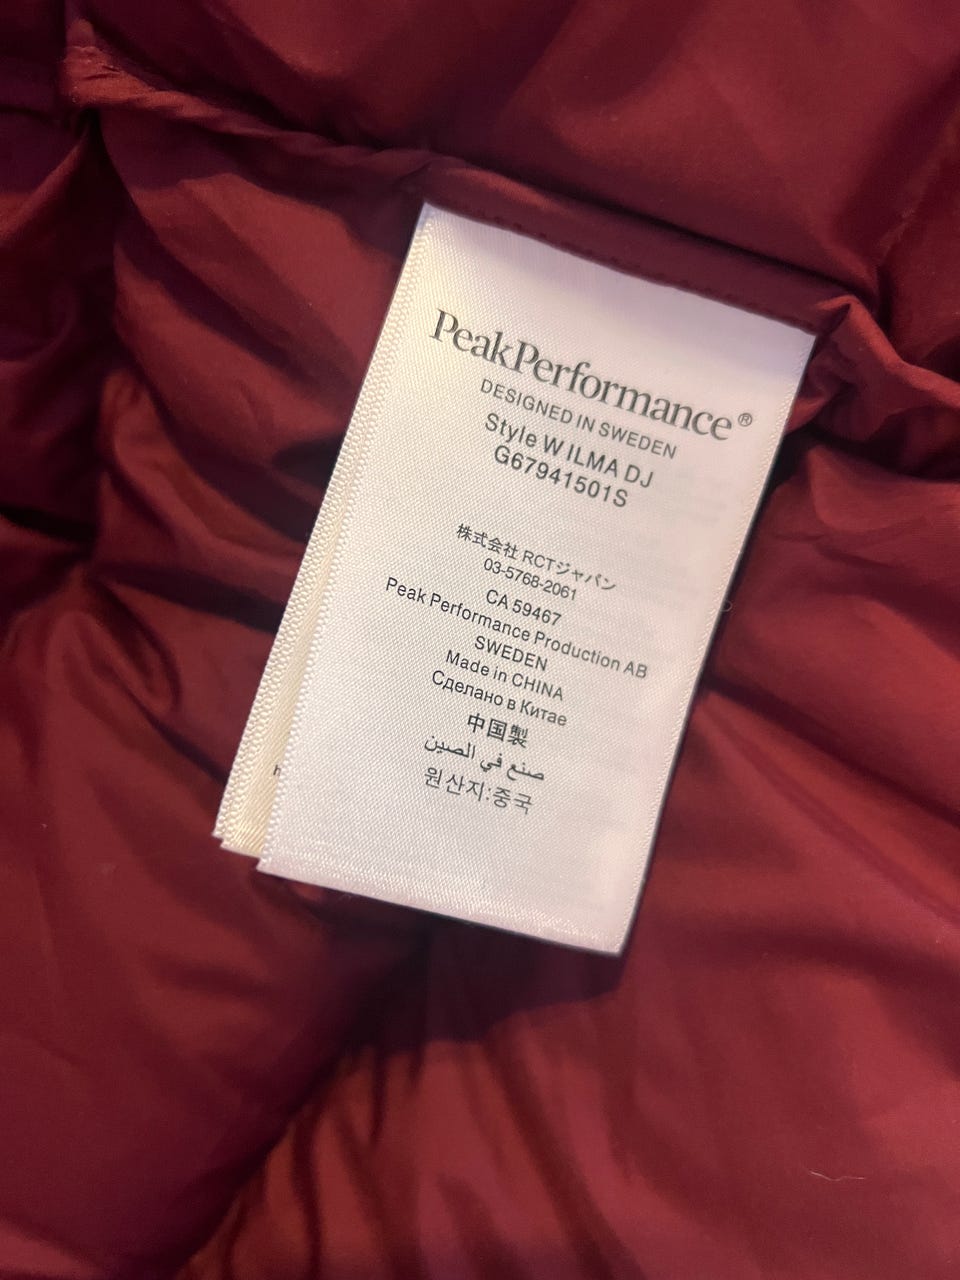 PeakPerformance®
DESIGNED IN SWEDEN
Style W ILMA DJ
G67941501S
株式会社 RCTジャパン
03-5768-2061
CA 59467
Peak Performance Production AB
SWEDEN
Made in CHINA
Сделано в Китае
中国製
صنع في الصين
원산지:중국